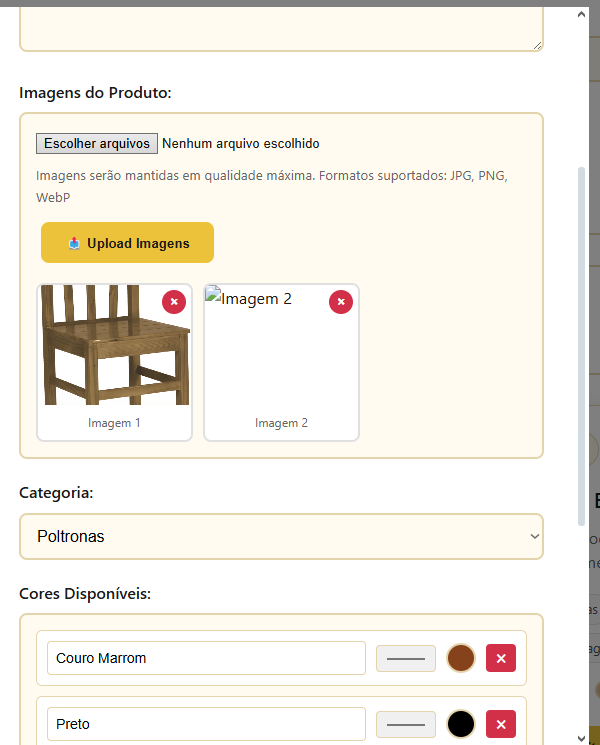 Imagens do Produto:
Escolher arquivos Nenhum arquivo escolhido
Imagens serão mantidas em qualidade máxima. Formatos suportados: JPG, PNG,
WebP
Upload Imagens
Imagem 2
Imagem 1
Imagem 2
Categoria:
Poltronas
Cores Disponíveis:
Couro Marrom
Preto